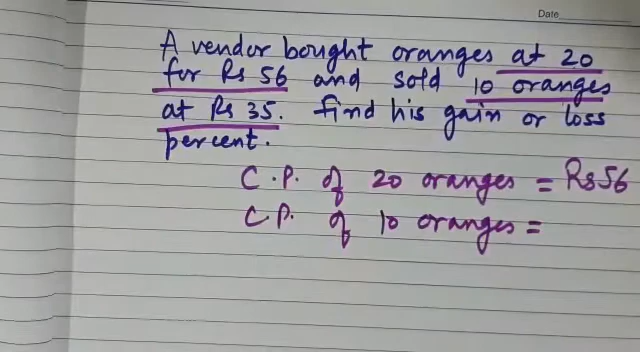 Date
A vendor bought oranges at 20
for Rs 56 and sold 10 oranges
at Rs 35. find his gain or loss
percent.
C.P. of 20 oranges = Rs 56
C.P. of 10 oranges =